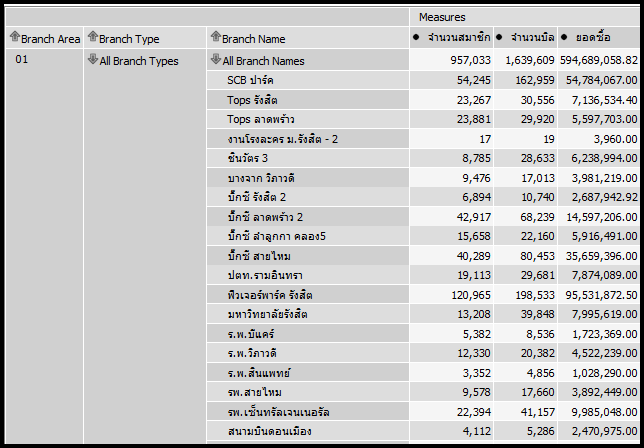 Measures
Branch Area Branch Type Branch Name จำนวนสมาชิก จำนวนบิล ยอดซื้อ
01 All Branch Types All Branch Names 957,033 1,639,609 594,689,058.82
SCB ปาร์ค 54,245 162,959 54,784,067.00
Tops รังสิต 23,267 30,556 7,136,534.40
Tops ลาดพร้าว 23,881 29,920 5,597,703.00
งานโรงละคร ม.รังสิต - 2 17 19 3,960.00
ชินวัตร 3 8,785 28,633 6,238,994.00
บางจาก วิภาวดี 9,476 17,013 3,981,219.00
บิ๊กซี รังสิต 2 6,894 10,740 2,687,942.92
บิ๊กซี ลาดพร้าว 2 42,917 68,239 14,597,206.00
บิ๊กซี ลำลูกกา คลอง5 15,658 22,160 5,916,491.00
บิ๊กซี สายไหม 40,289 80,453 35,659,396.00
ปตท.รามอินทรา 19,113 29,681 7,874,089.00
ฟิวเจอร์พาร์ค รังสิต 120,965 198,533 95,531,872.50
มหาวิทยาลัยรังสิต 13,208 39,848 7,995,619.00
ร.พ.บีแคร์ 5,382 8,536 1,723,369.00
ร.พ.วิภาวดี 12,330 20,382 4,522,239.00
ร.พ.สินแพทย์ 3,352 4,856 1,028,290.00
รพ.สายไหม 9,578 17,660 3,892,449.00
รพ.เซ็นทรัลเจนเนอรัล 22,394 41,157 9,985,048.00
สนามบินดอนเมือง 4,112 5,286 2,470,975.00